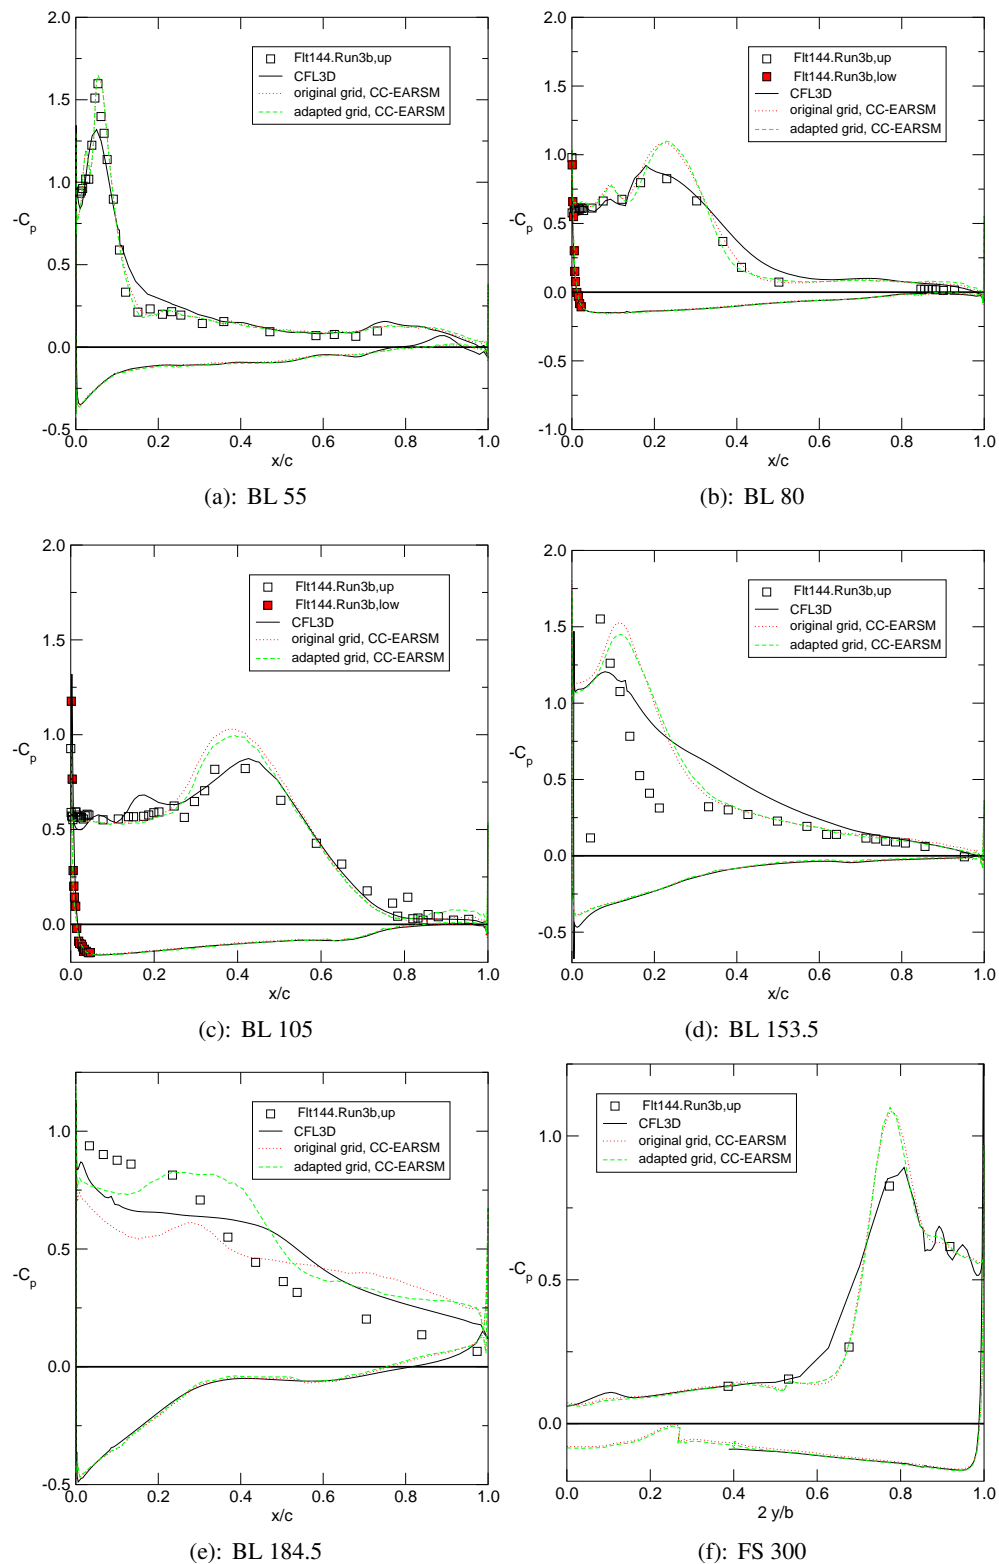 2.0
Flt144.Run3b,up
CFL3D
original grid, CC-EARSM
adapted grid, CC-EARSM
1.5
1.0
-Cp
0.5
0.0
-0.5
0.0 0.2 0.4 0.6 0.8 1.0
x/c
(a): BL 55
2.0
Flt144.Run3b,up
Flt144.Run3b,low
CFL3D
original grid, CC-EARSM
adapted grid, CC-EARSM
1.5
1.0
-Cp
0.5
0.0
-0.5
-1.0
0.0 0.2 0.4 0.6 0.8 1.0
x/c
(b): BL 80
2.0
Flt144.Run3b,up
Flt144.Run3b,low
CFL3D
original grid, CC-EARSM
adapted grid, CC-EARSM
1.5
1.0
-Cp
0.5
0.0
0.0 0.2 0.4 0.6 0.8 1.0
x/c
(c): BL 105
Flt144.Run3b,up
CFL3D
original grid, CC-EARSM
adapted grid, CC-EARSM
1.5
1.0
-Cp
0.5
0.0
-0.5
0.0 0.2 0.4 0.6 0.8 1.0
x/c
(d): BL 153.5
Flt144.Run3b,up
CFL3D
original grid, CC-EARSM
adapted grid, CC-EARSM
1.0
-Cp
0.5
0.0
-0.5
0.0 0.2 0.4 0.6 0.8 1.0
x/c
(e): BL 184.5
Flt144.Run3b,up
CFL3D
original grid, CC-EARSM
adapted grid, CC-EARSM
1.0
-Cp
0.5
0.0
0.0 0.2 0.4 0.6 0.8 1.0
2 y/b
(f): FS 300